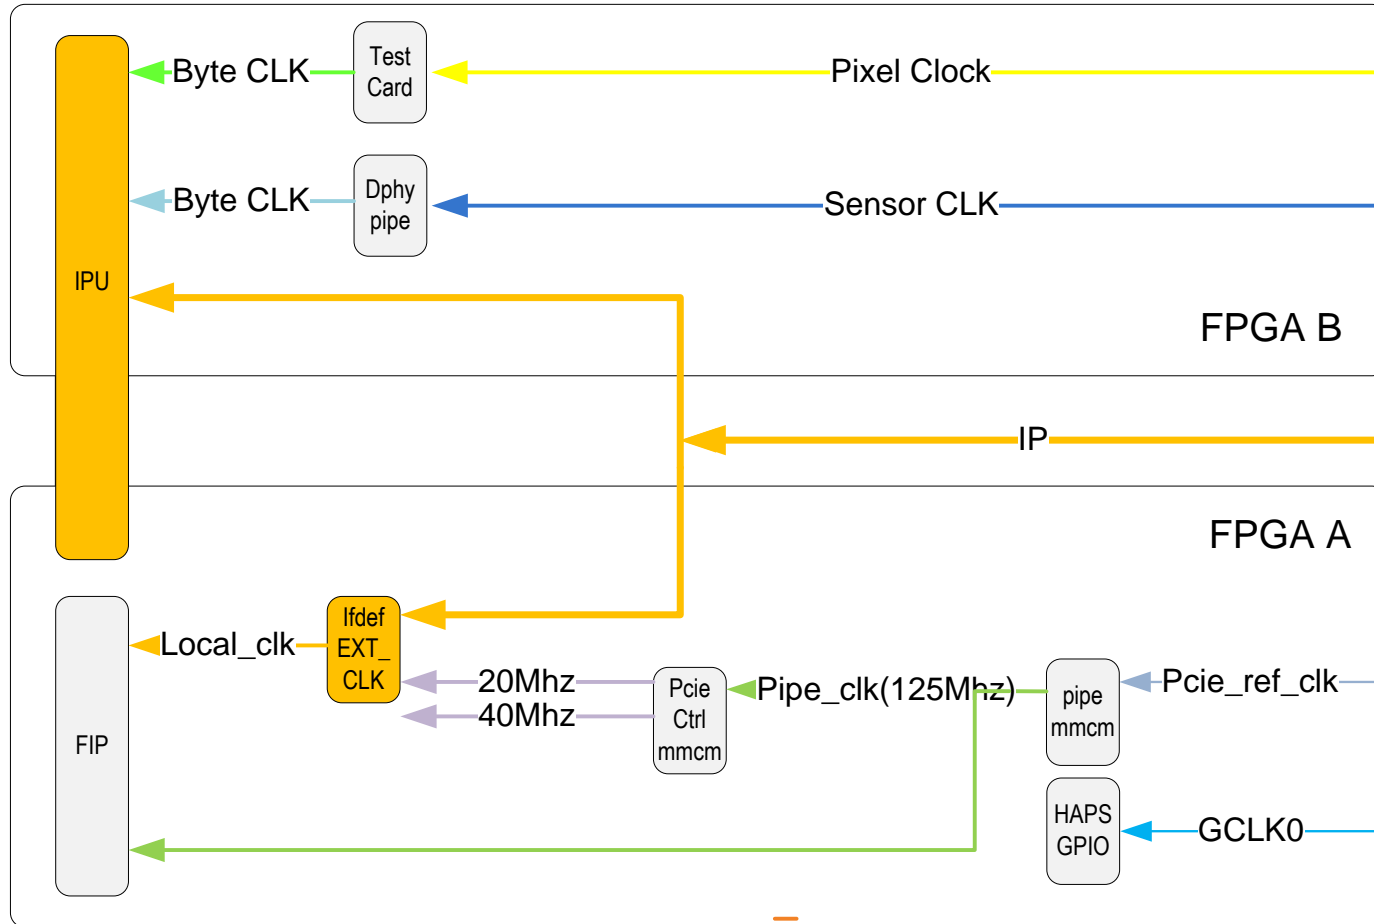 Test
Card
Byte CLK
Pixel Clock
Dphy
pipe
Byte CLK
Sensor CLK
IPU
FPGA B
IP
FPGA A
Ifdef
EXT_
CLK
Local_clk
20Mhz
40Mhz
Pcie
Ctrl
mmcm
Pipe_clk(125Mhz)
pipe
mmcm
Pcie_ref_clk
FIP
HAPS
GPIO
GCLK0